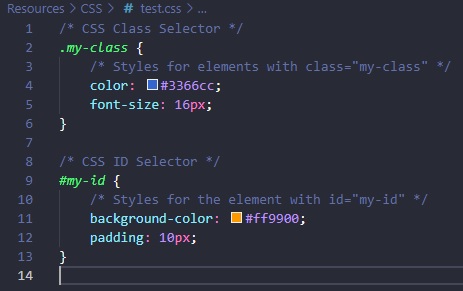 Resources > CSS > # test.css > ...
1 /* CSS Class Selector */
2 .my-class {
3     /* Styles for elements with class="my-class" */
4     color: #3366cc;
5     font-size: 16px;
6 }
7
8 /* CSS ID Selector */
9 #my-id {
10     /* Styles for the element with id="my-id" */
11     background-color: #ff9900;
12     padding: 10px;
13 }
14